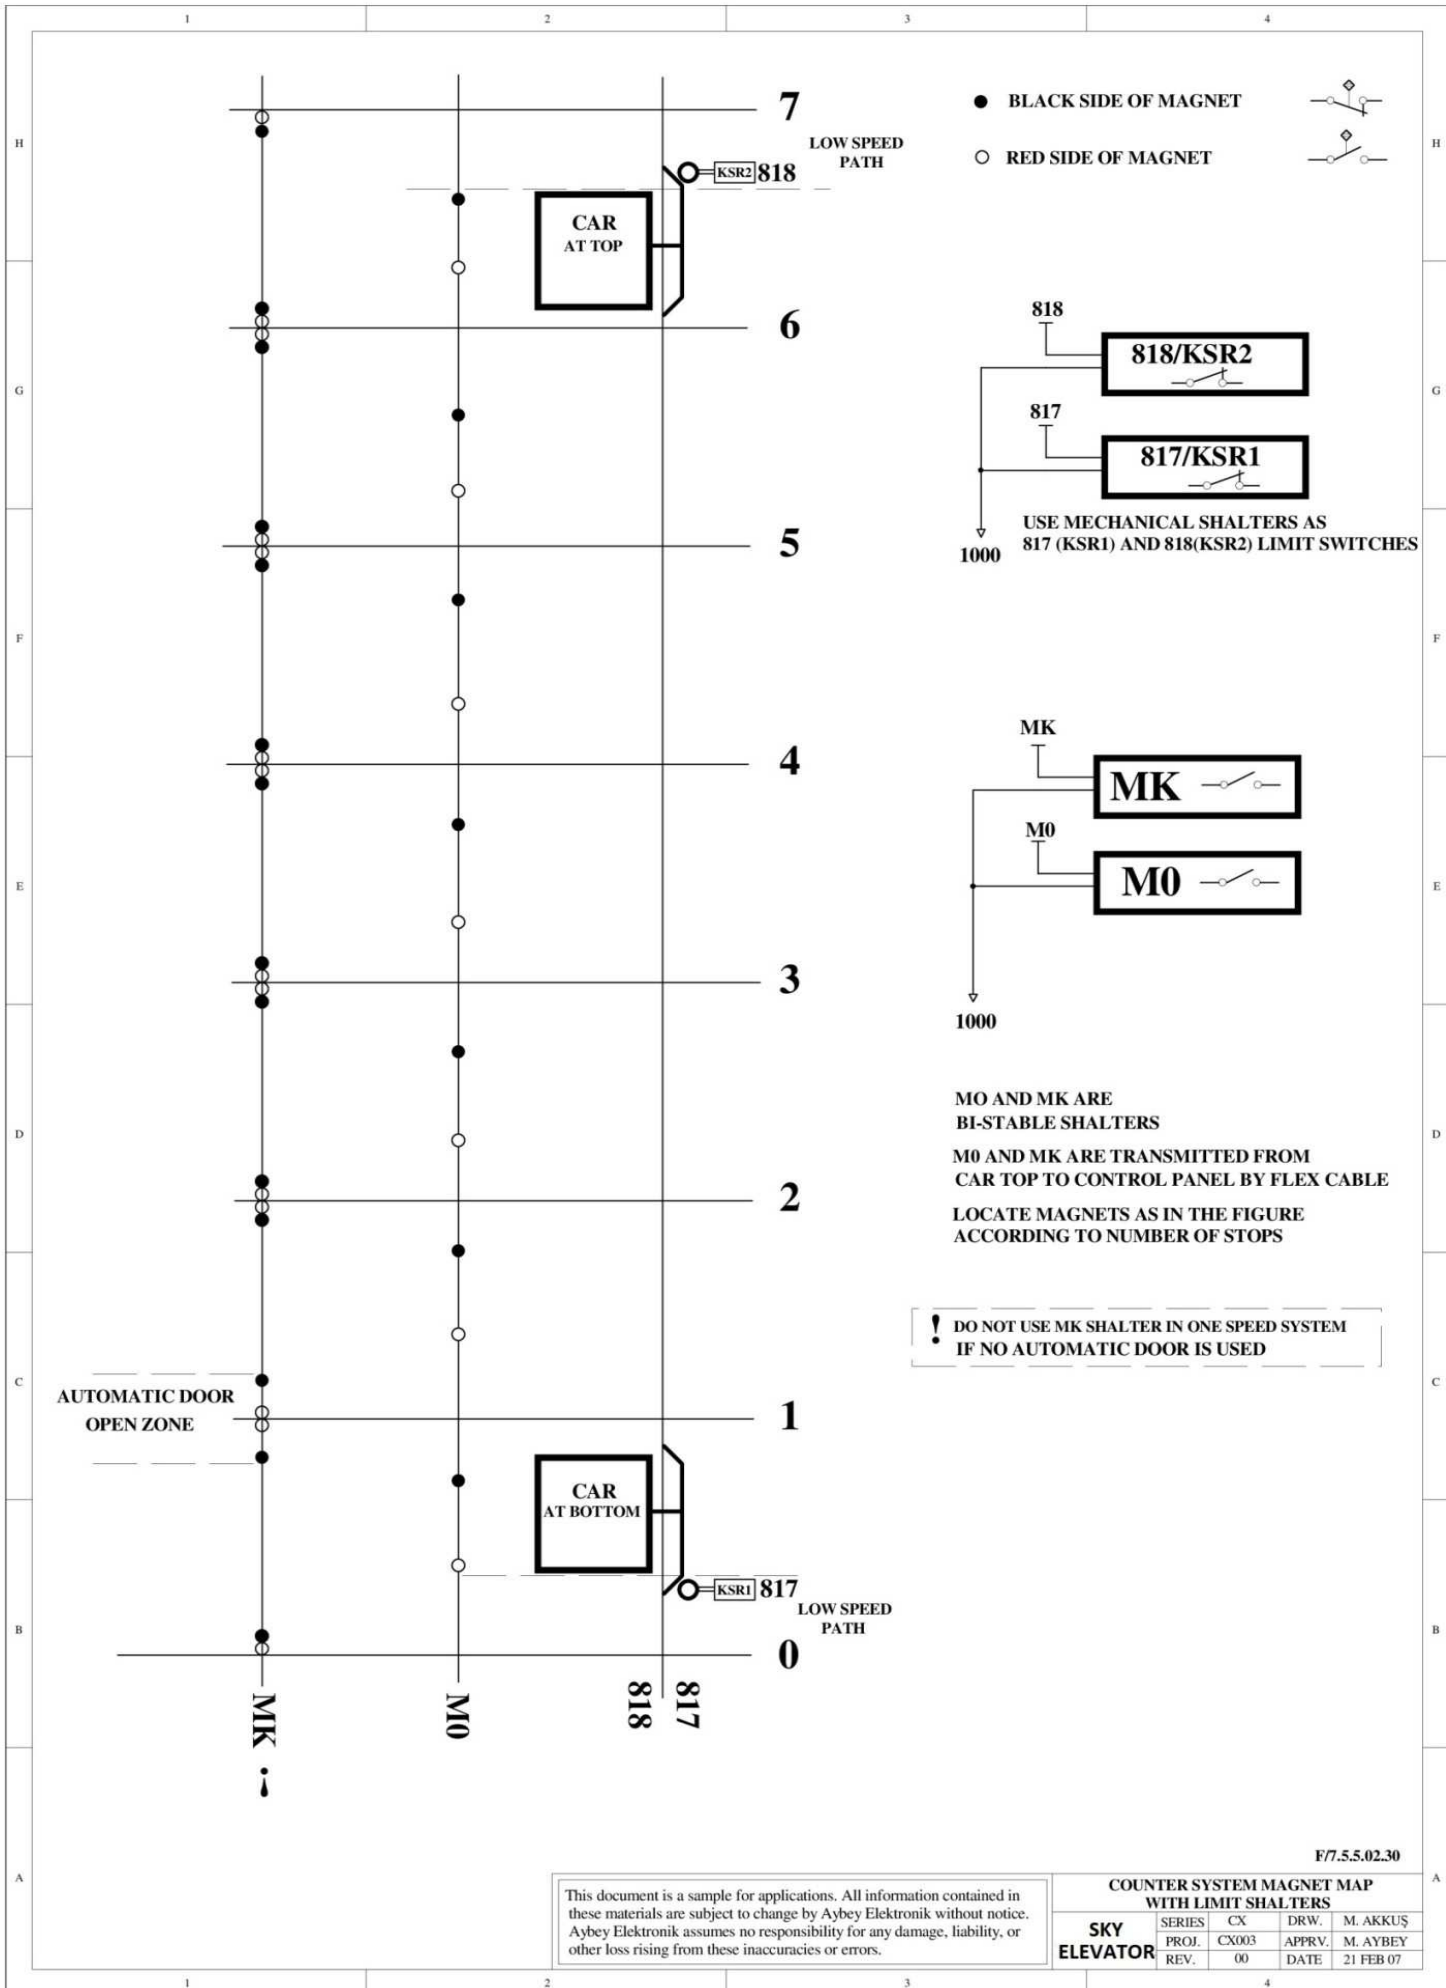 1 2 3 4
H H
G G
F F
E E
D D
C C
B B
A A
7
LOW SPEED
PATH
KSR2 818
CAR
AT TOP
6
5
4
3
2
AUTOMATIC DOOR
OPEN ZONE
1
CAR
AT BOTTOM
KSR1 817
LOW SPEED
PATH
0
MK !
M0
818
817
BLACK SIDE OF MAGNET
RED SIDE OF MAGNET
818
818/KSR2
817
817/KSR1
1000
USE MECHANICAL SHALTERS AS
817 (KSR1) AND 818(KSR2) LIMIT SWITCHES
MK
MK
M0
M0
1000
MO AND MK ARE
BI-STABLE SHALTERS
M0 AND MK ARE TRANSMITTED FROM
CAR TOP TO CONTROL PANEL BY FLEX CABLE
LOCATE MAGNETS AS IN THE FIGURE
ACCORDING TO NUMBER OF STOPS
! DO NOT USE MK SHALTER IN ONE SPEED SYSTEM
IF NO AUTOMATIC DOOR IS USED
F/7.5.5.02.30
This document is a sample for applications. All information contained in
these materials are subject to change by Aybey Elektronik without notice.
Aybey Elektronik assumes no responsibility for any damage, liability, or
other loss rising from these inaccuracies or errors.
COUNTER SYSTEM MAGNET MAP
WITH LIMIT SHALTERS
SKY
ELEVATOR
SERIES CX DRW. M. AKKUŞ
PROJ. CX003 APPRV. M. AYBEY
REV. 00 DATE 21 FEB 07
1 2 3 4